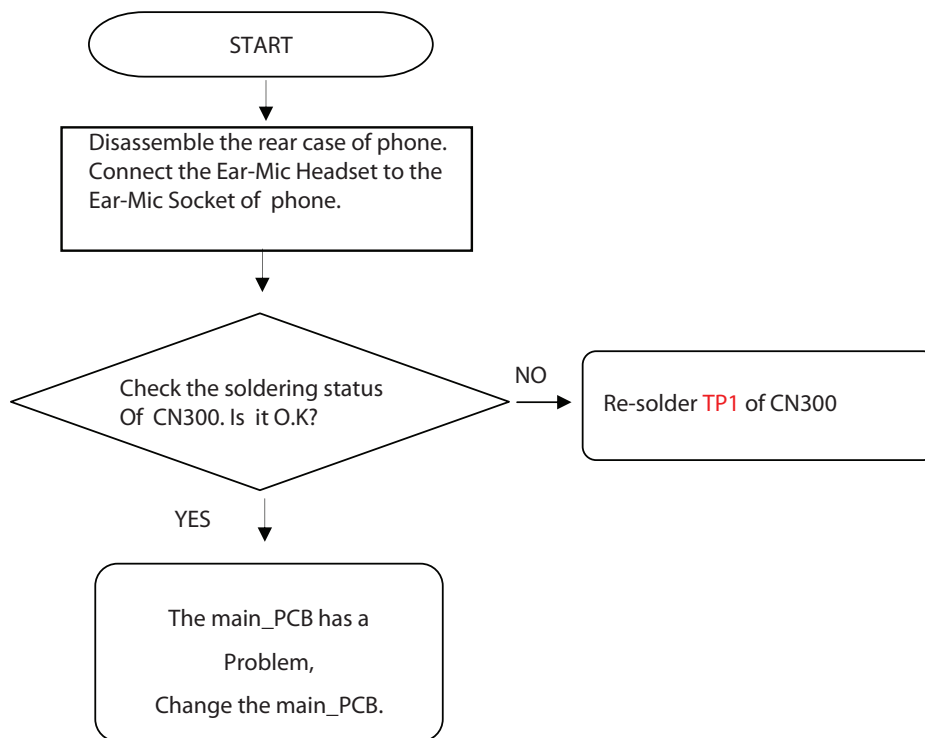 START
Disassemble the rear case of phone.
Connect the Ear-Mic Headset to the
Ear-Mic Socket of phone.
Check the soldering status
Of CN300. Is it O.K?
NO
Re-solder TP1 of CN300
YES
The main_PCB has a
Problem,
Change the main_PCB.